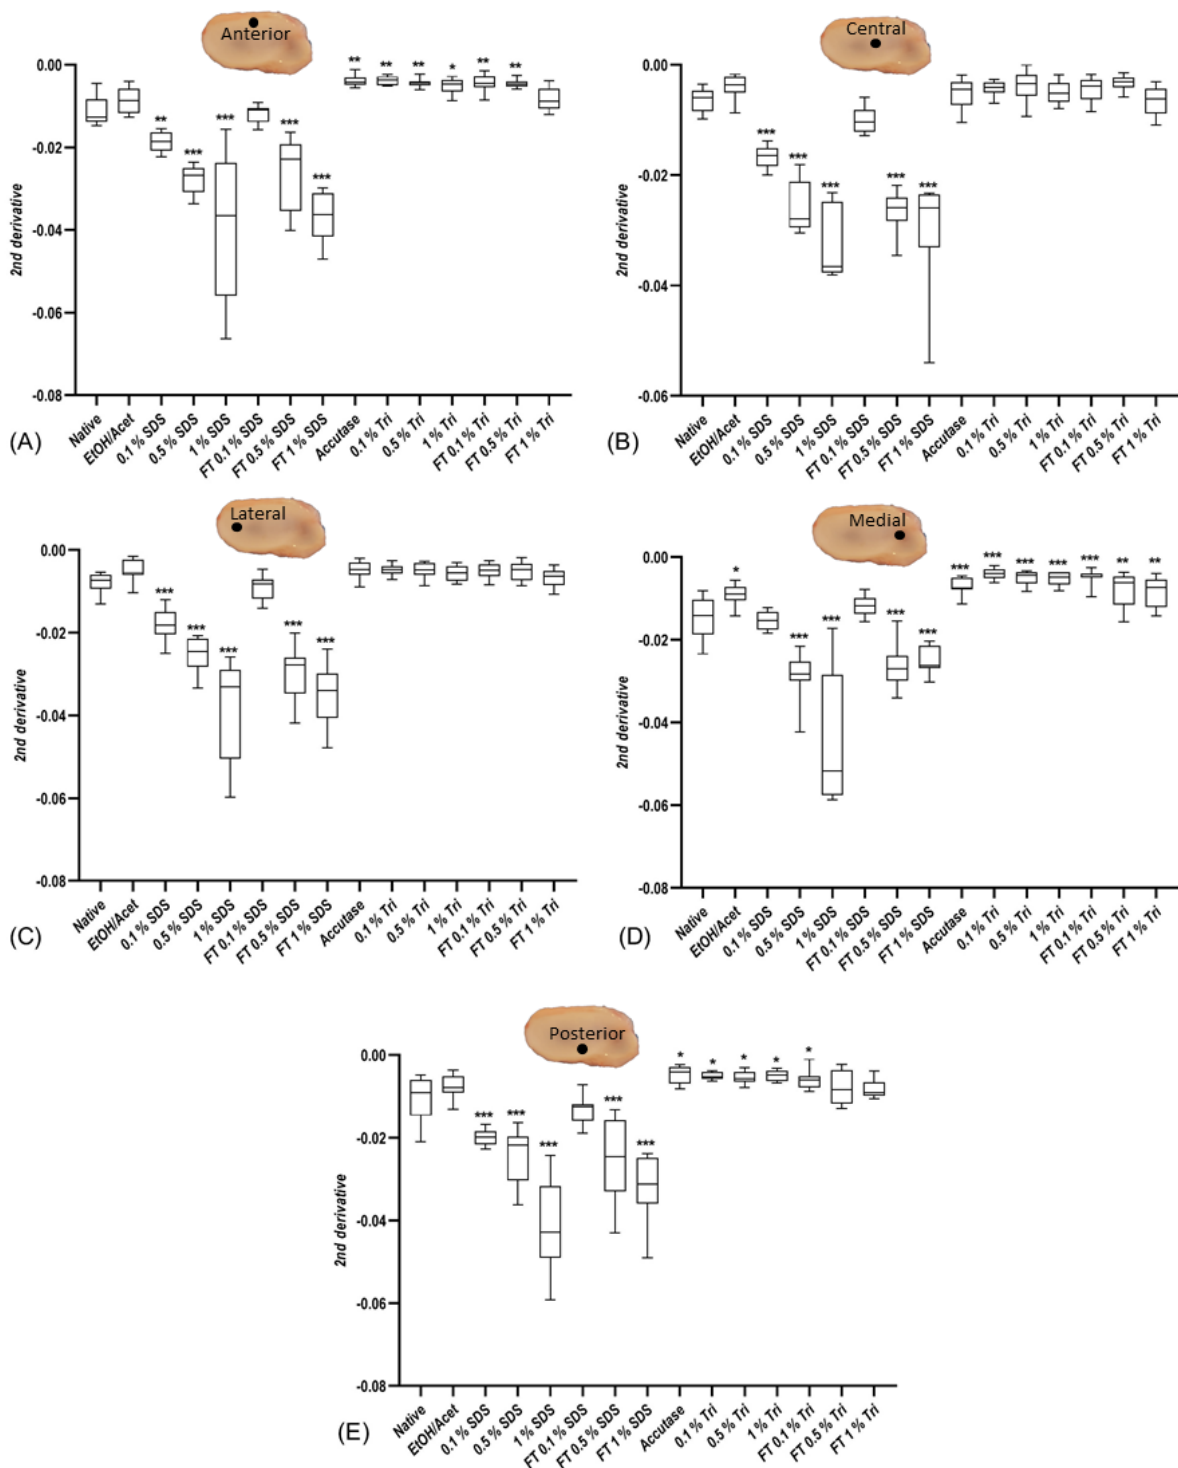 Anterior
0.00
-0.02
-0.04
-0.06
-0.08
2nd derivative
** *** *** *** *** ** ** ** * ** **
Native EtOH/Acet 0.1 % SDS 0.5 % SDS 1 % SDS FT 0.1 % SDS FT 0.5 % SDS FT 1 % SDS Accutase 0.1 % Tri 0.5 % Tri 1 % Tri FT 0.1 % Tri FT 0.5 % Tri FT 1 % Tri
(A)
Central
0.00
-0.02
-0.04
-0.06
2nd derivative
*** *** *** *** ***
Native EtOH/Acet 0.1 % SDS 0.5 % SDS 1 % SDS FT 0.1 % SDS FT 0.5 % SDS FT 1 % SDS Accutase 0.1 % Tri 0.5 % Tri 1 % Tri FT 0.1 % Tri FT 0.5 % Tri FT 1 % Tri
(B)
Lateral
0.00
-0.02
-0.04
-0.06
-0.08
2nd derivative
*** *** *** *** ***
Native EtOH/Acet 0.1 % SDS 0.5 % SDS 1 % SDS FT 0.1 % SDS FT 0.5 % SDS FT 1 % SDS Accutase 0.1 % Tri 0.5 % Tri 1 % Tri FT 0.1 % Tri FT 0.5 % Tri FT 1 % Tri
(C)
Medial
0.00
-0.02
-0.04
-0.06
-0.08
2nd derivative
* *** *** *** *** *** *** *** *** *** ** **
Native EtOH/Acet 0.1 % SDS 0.5 % SDS 1 % SDS FT 0.1 % SDS FT 0.5 % SDS FT 1 % SDS Accutase 0.1 % Tri 0.5 % Tri 1 % Tri FT 0.1 % Tri FT 0.5 % Tri FT 1 % Tri
(D)
Posterior
0.00
-0.02
-0.04
-0.06
-0.08
2nd derivative
*** *** *** *** *** * * * * *
Native EtOH/Acet 0.1 % SDS 0.5 % SDS 1 % SDS FT 0.1 % SDS FT 0.5 % SDS FT 1 % SDS Accutase 0.1 % Tri 0.5 % Tri 1 % Tri FT 0.1 % Tri FT 0.5 % Tri FT 1 % Tri
(E)